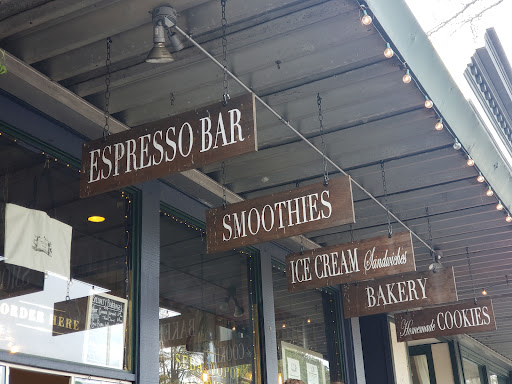 ESPRESSO BAR
SMOOTHIES
ICE CREAM Sandwiches
BAKERY
Homemade COOKIES
ORDER HERE